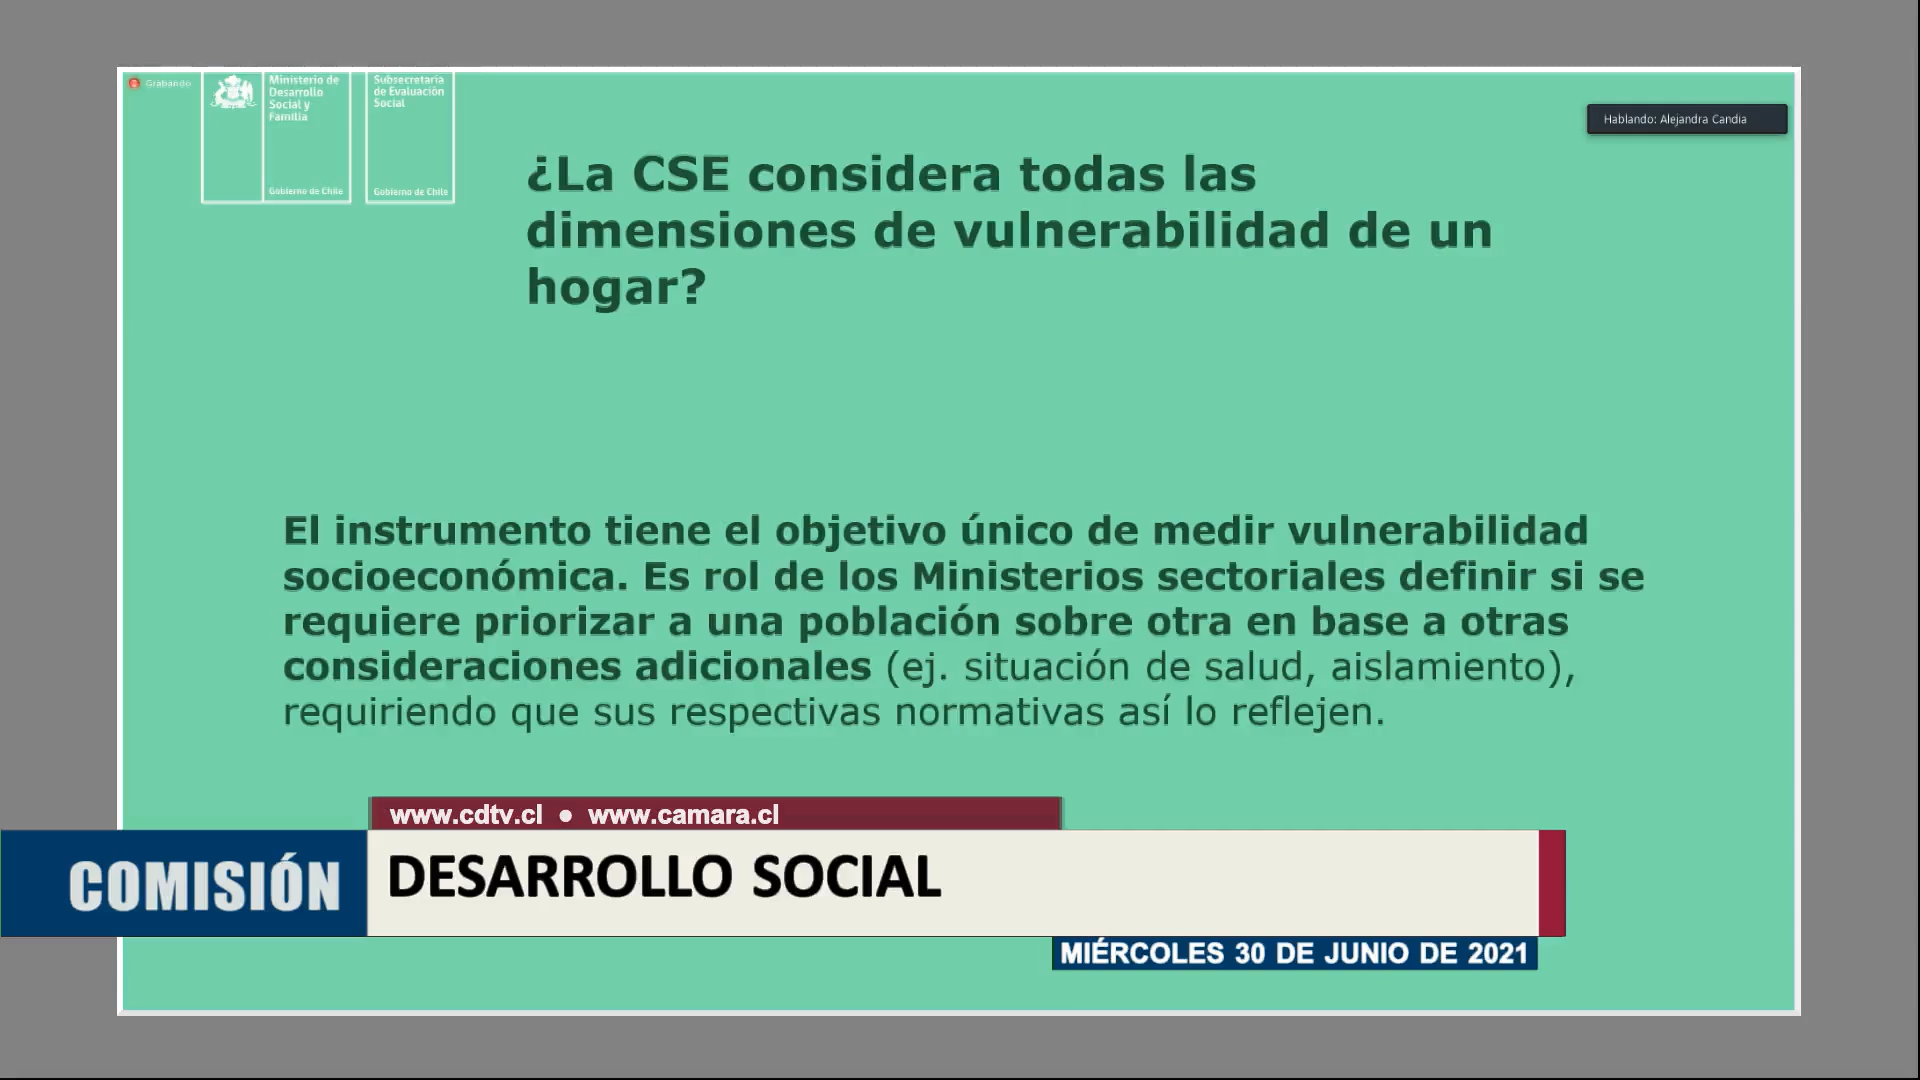 Grabando
Ministerio de
Desarrollo
Social y
Familia
Gobierno de Chile
Subsecretaría
de Evaluación
Social
Gobierno de Chile
Hablando: Alejandra Candia
¿La CSE considera todas las
dimensiones de vulnerabilidad de un
hogar?
El instrumento tiene el objetivo único de medir vulnerabilidad
socioeconómica. Es rol de los Ministerios sectoriales definir si se
requiere priorizar a una población sobre otra en base a otras
consideraciones adicionales (ej. situación de salud, aislamiento),
requiriendo que sus respectivas normativas así lo reflejen.
www.cdtv.cl • www.camara.cl
COMISIÓN
DESARROLLO SOCIAL
MIÉRCOLES 30 DE JUNIO DE 2021